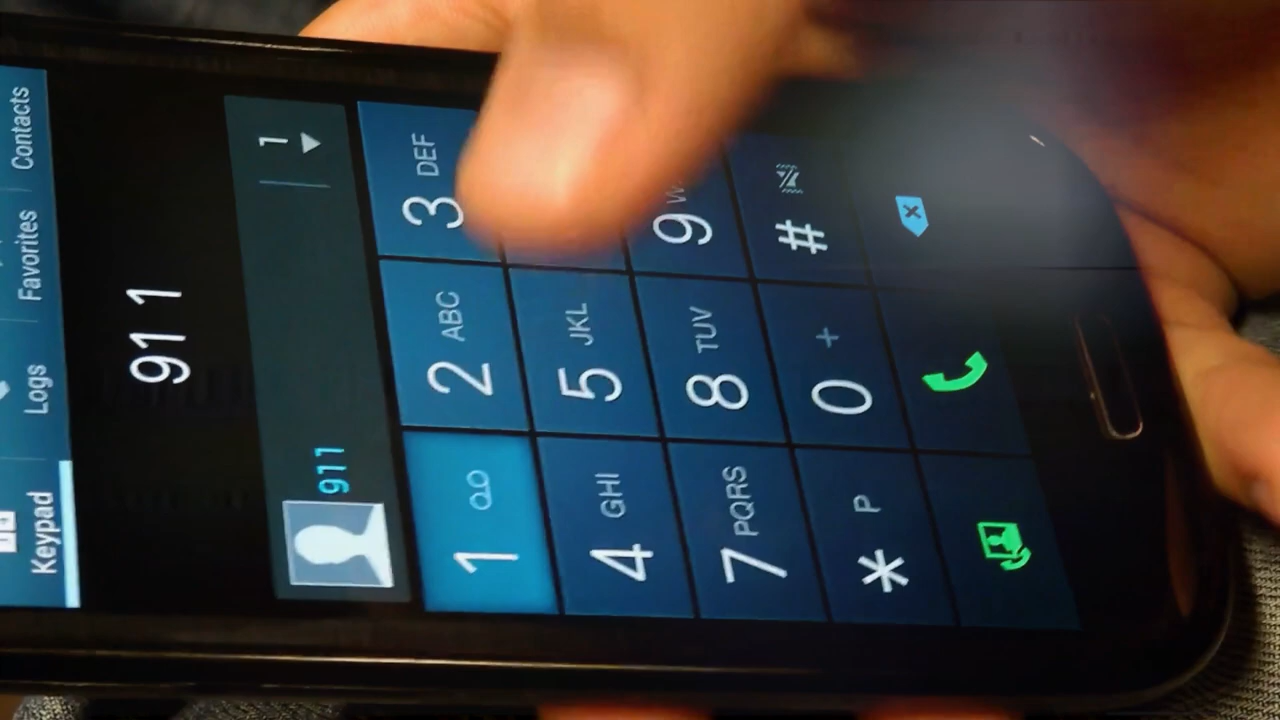 Keypad Logs Favorites Contacts
911
911 1
1 2 ABC 3 DEF
4 GHI 5 JKL
7 PQRS 8 TUV 9 W
* P 0 + #